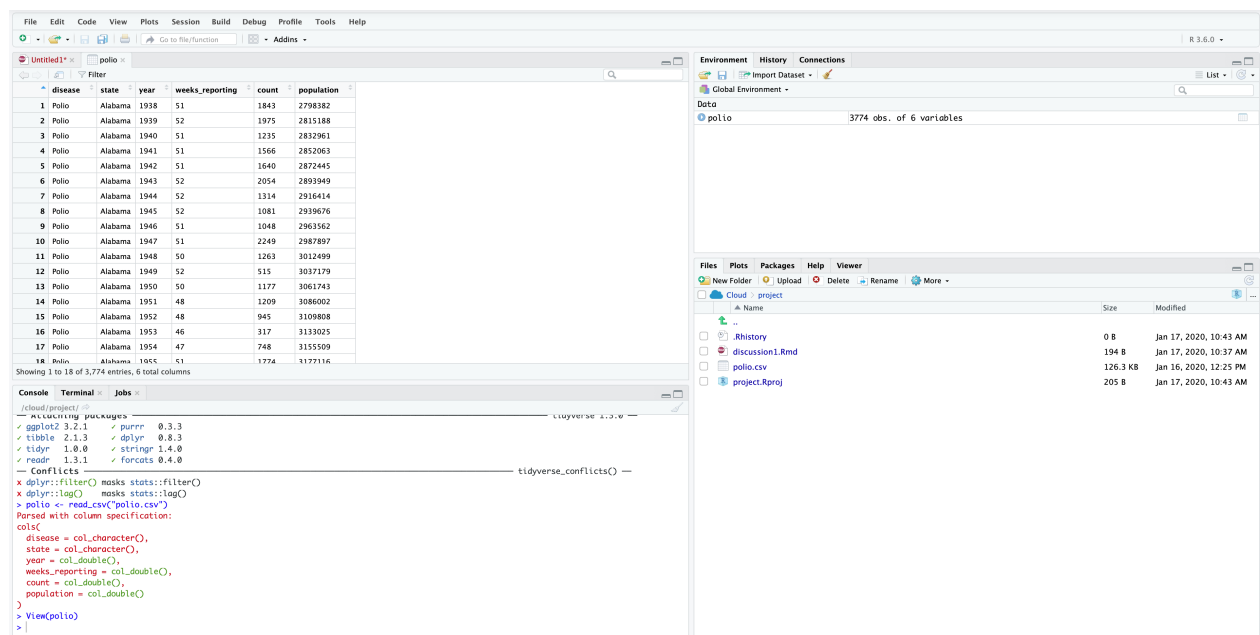 File Edit Code View Plots Session Build Debug Profile Tools Help
Go to file/function Addins R 3.6.0
Untitled1* polio
Filter
disease state year weeks_reporting count population
1 Polio Alabama 1938 51 1843 2798382
2 Polio Alabama 1939 52 1975 2815188
3 Polio Alabama 1940 51 1235 2832961
4 Polio Alabama 1941 51 1566 2852063
5 Polio Alabama 1942 51 1640 2872445
6 Polio Alabama 1943 52 2054 2893949
7 Polio Alabama 1944 52 1314 2916414
8 Polio Alabama 1945 52 1081 2939676
9 Polio Alabama 1946 51 1048 2963562
10 Polio Alabama 1947 51 2249 2987897
11 Polio Alabama 1948 50 1263 3012499
12 Polio Alabama 1949 52 515 3037179
13 Polio Alabama 1950 50 1177 3061743
14 Polio Alabama 1951 48 1209 3086002
15 Polio Alabama 1952 48 945 3109808
16 Polio Alabama 1953 46 317 3133025
17 Polio Alabama 1954 47 748 3155509
18 Polio Alabama 1955 51 1774 3177116
Showing 1 to 18 of 3,774 entries, 6 total columns
Console Terminal Jobs
/cloud/project/
— Attaching packages — tidyverse 1.3.0 —
✓ ggplot2 3.2.1 ✓ purrr 0.3.3
✓ tibble 2.1.3 ✓ dplyr 0.8.3
✓ tidyr 1.0.0 ✓ stringr 1.4.0
✓ readr 1.3.1 ✓ forcats 0.4.0
— Conflicts — tidyverse_conflicts() —
x dplyr::filter() masks stats::filter()
x dplyr::lag() masks stats::lag()
> polio <- read_csv("polio.csv")
Parsed with column specification:
cols(
disease = col_character(),
state = col_character(),
year = col_double(),
weeks_reporting = col_double(),
count = col_double(),
population = col_double()
)
> View(polio)
>
Environment History Connections
Import Dataset List
Global Environment
Data
polio 3774 obs. of 6 variables
Files Plots Packages Help Viewer
New Folder Upload Delete Rename More
Cloud > project ...
Name Size Modified
..
.Rhistory 0 B Jan 17, 2020, 10:43 AM
discussion1.Rmd 194 B Jan 17, 2020, 10:37 AM
polio.csv 126.3 KB Jan 16, 2020, 12:25 PM
project.Rproj 205 B Jan 17, 2020, 10:43 AM